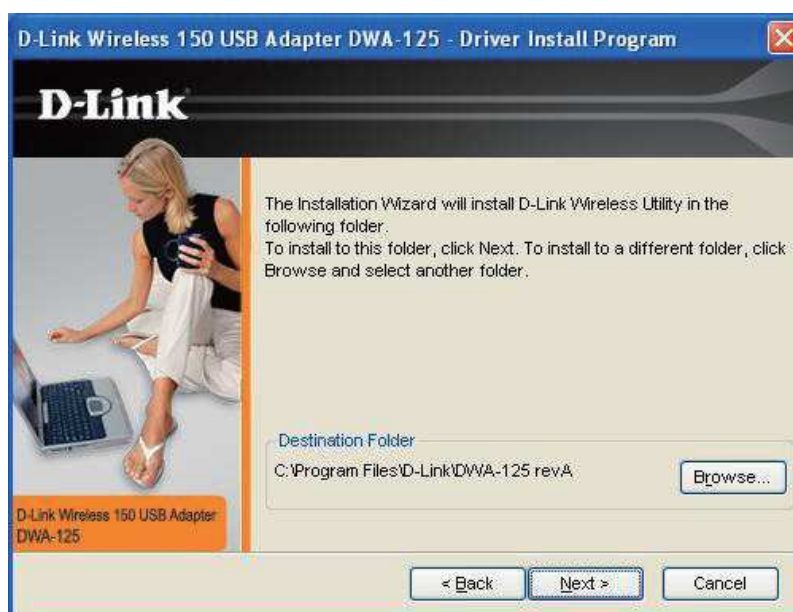 D-Link Wireless 150 USB Adapter DWA-125 - Driver Install Program
D-Link
The Installation Wizard will install D-Link Wireless Utility in the
following folder.
To install to this folder, click Next. To install to a different folder, click
Browse and select another folder.
Destination Folder
C:\Program Files\D-Link\DWA-125 revA
Browse...
D-Link Wireless 150 USB Adapter
DWA-125
< Back
Next >
Cancel